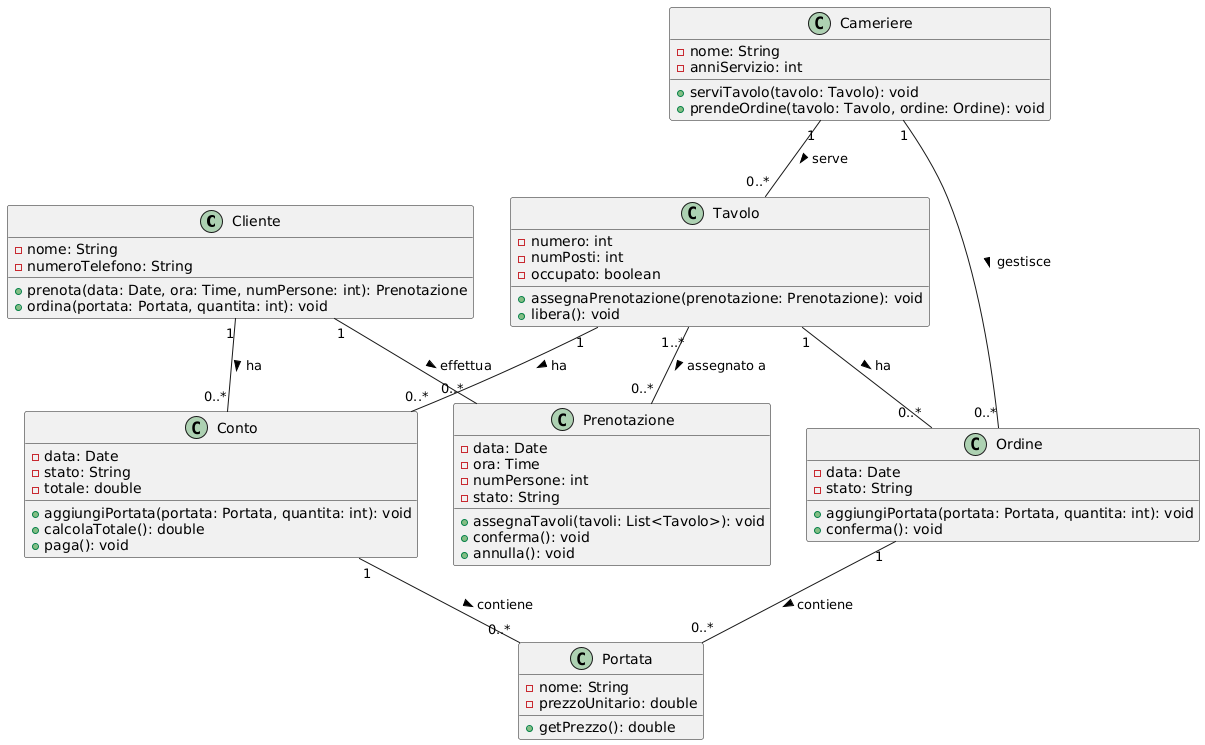 C Cameriere
nome: String
anniServizio: int
serviTavolo(tavolo: Tavolo): void
prendeOrdine(tavolo: Tavolo, ordine: Ordine): void
1
1
serve
0..*
C Cliente
nome: String
numeroTelefono: String
prenota(data: Date, ora: Time, numPersone: int): Prenotazione
ordina(portata: Portata, quantita: int): void
C Tavolo
numero: int
numPosti: int
occupato: boolean
assegnaPrenotazione(prenotazione: Prenotazione): void
libera(): void
gestisce
1
1
1
1..*
1
ha
effettua
ha
assegnato a
ha
0..*
0..*
0..*
0..*
0..*
0..*
C Conto
data: Date
stato: String
totale: double
aggiungiPortata(portata: Portata, quantita: int): void
calcolaTotale(): double
paga(): void
C Prenotazione
data: Date
ora: Time
numPersone: int
stato: String
assegnaTavoli(tavoli: List<Tavolo>): void
conferma(): void
annulla(): void
C Ordine
data: Date
stato: String
aggiungiPortata(portata: Portata, quantita: int): void
conferma(): void
1
1
contiene
contiene
0..*
0..*
C Portata
nome: String
prezzoUnitario: double
getPrezzo(): double